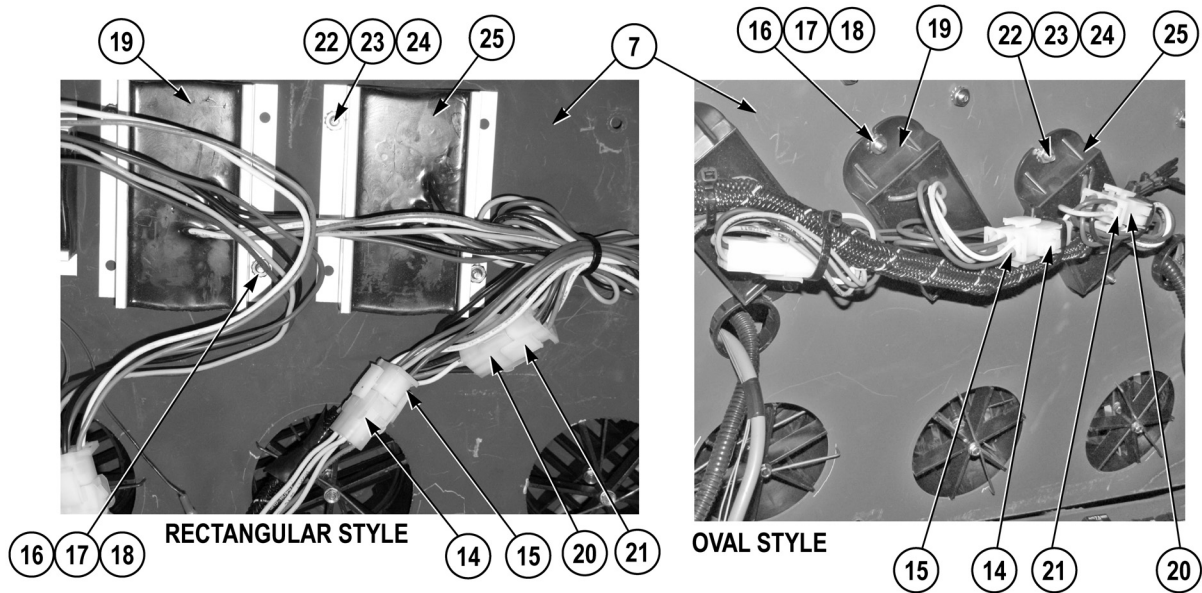 19 22 23 24 25 7 16 17 18 19 22 23 24 25
RECTANGULAR STYLE
OVAL STYLE
16 17 18 14 15 20 21 15 14 21 20